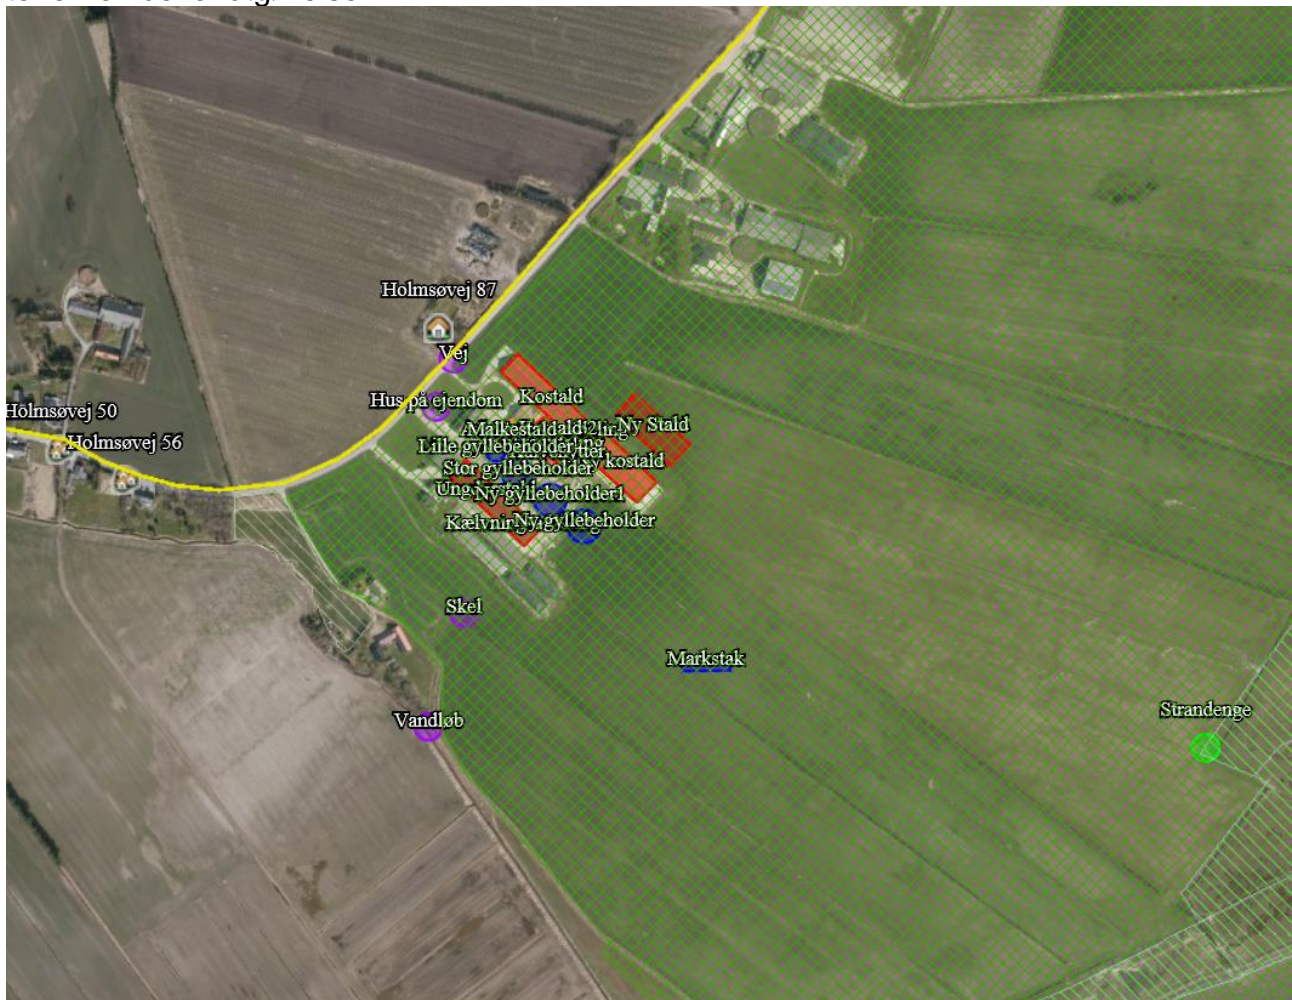 Holmsøvej 87
Vej
Kostald
Hus på ejendom
Holmsøvej 50
Ny Stald
Malkestald
Holmsøvej 56
Lille gyllebeholder
kostald
Stor gyllebeholder
Ny gyllebeholder1
Ny gyllebeholder
Skel
Markstak
Strandenge
Vandløb